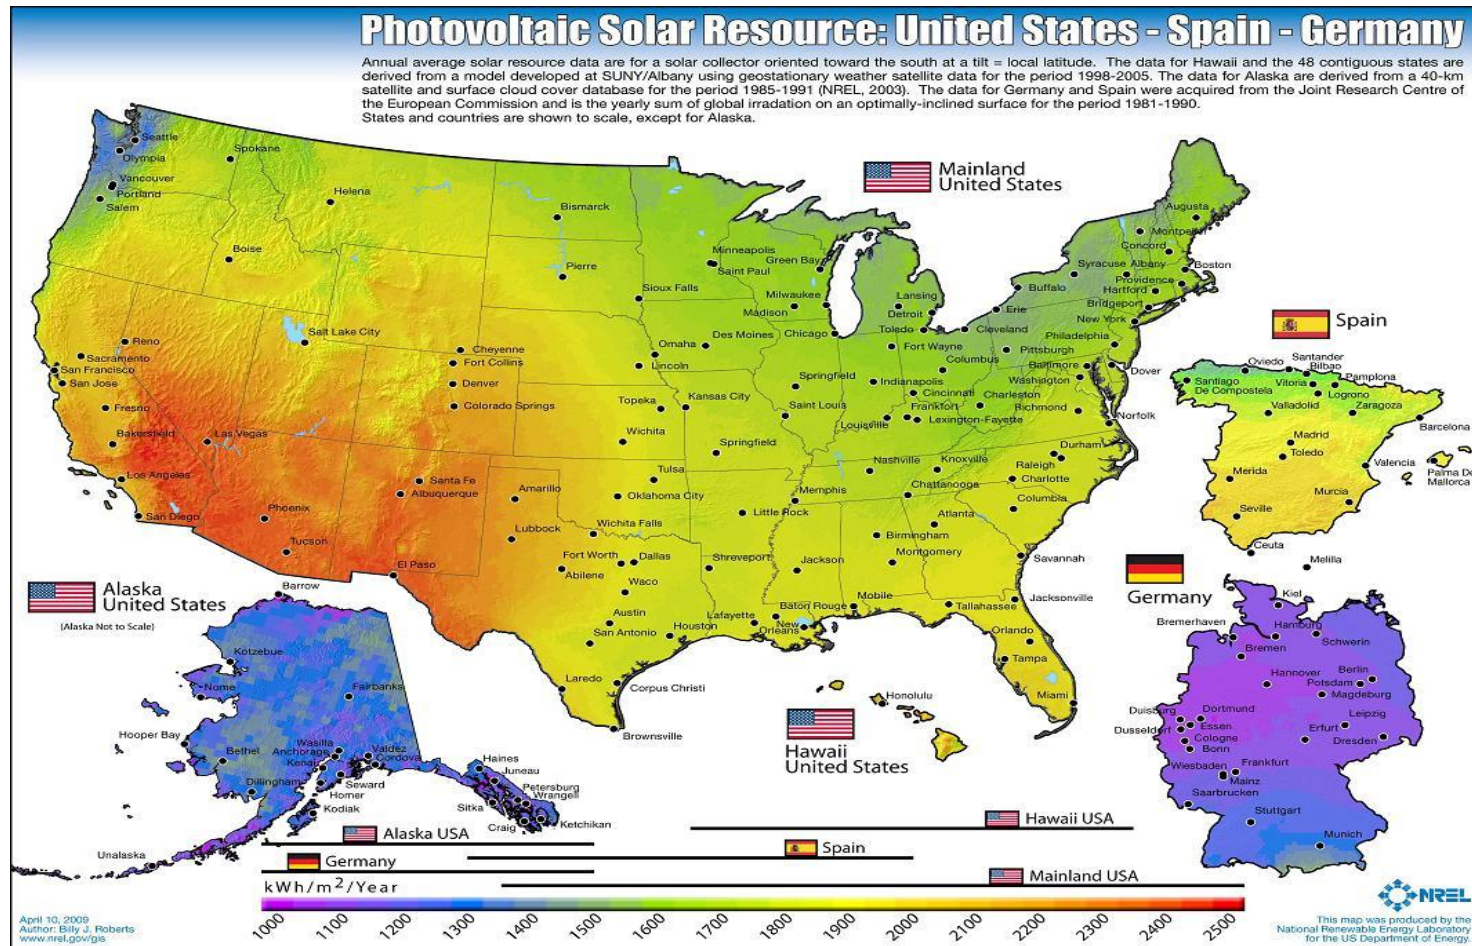 Photovoltaic Solar Resource: United States - Spain - Germany
Annual average solar resource data are for a solar collector oriented toward the south at a tilt = local latitude. The data for Hawaii and the 48 contiguous states are
derived from a model developed at SUNY/Albany using geostationary weather satellite data for the period 1998-2005. The data for Alaska are derived from a 40-km
satellite and surface cloud cover database for the period 1985-1991 (NREL, 2003). The data for Germany and Spain were acquired from the Joint Research Centre of
the European Commission and is the yearly sum of global irradation on an optimally-inclined surface for the period 1981-1990.
States and countries are shown to scale, except for Alaska.
Mainland
United States
Seattle
Olympia
Spokane
Vancouver
Portland
Salem
Helena
Bismarck
Boise
Pierre
Minneapolis
Saint Paul
Green Bay
Sioux Falls
Milwaukee
Madison
Lansing
Detroit
Augusta
Montpelier
Concord
Syracuse
Albany
Boston
Providence
Hartford
Buffalo
Bridgeport
New York
Erie
Reno
Salt Lake City
Sacramento
San Francisco
San Jose
Cheyenne
Fort Collins
Denver
Colorado Springs
Omaha
Lincoln
Des Moines
Chicago
Toledo
Cleveland
Fort Wayne
Columbus
Pittsburgh
Philadelphia
Baltimore
Washington
Dover
Fresno
Bakersfield
Las Vegas
Topeka
Kansas City
Springfield
Saint Louis
Indianapolis
Cincinnati
Frankfort
Louisville
Lexington-Fayette
Charleston
Richmond
Norfolk
Wichita
Springfield
Durham
Raleigh
Los Angeles
San Diego
Phoenix
Tucson
Santa Fe
Albuquerque
El Paso
Amarillo
Lubbock
Tulsa
Oklahoma City
Wichita Falls
Nashville
Knoxville
Charlotte
Memphis
Chattanooga
Columbia
Little Rock
Atlanta
Birmingham
Fort Worth
Dallas
Abilene
Waco
Shreveport
Jackson
Montgomery
Savannah
Austin
San Antonio
Houston
Lafayette
Baton Rouge
New
Orleans
Mobile
Tallahassee
Jacksonville
Orlando
Tampa
Miami
Laredo
Corpus Christi
Brownsville
Spain
Oviedo
Santander
Bilbao
Santiago
De Compostela
Vitoria
Pamplona
Logrono
Valladolid
Zaragoza
Barcelona
Madrid
Toledo
Merida
Valencia
Palma De
Mallorca
Murcia
Seville
Ceuta
Melilla
Germany
Kiel
Bremerhaven
Hamburg
Schwerin
Bremen
Hannover
Berlin
Potsdam
Magdeburg
Duisburg
Dortmund
Essen
Dusseldorf
Leipzig
Cologne
Erfurt
Dresden
Bonn
Wiesbaden
Frankfurt
Mainz
Saarbrucken
Stuttgart
Munich
Alaska
United States
(Alaska Not to Scale)
Barrow
Kotzebue
Nome
Fairbanks
Hooper Bay
Bethel
Wasilla
Anchorage
Kenai
Valdez
Cordova
Dillingham
Seward
Homer
Kodiak
Unalaska
Haines
Juneau
Petersburg
Wrangell
Sitka
Craig
Ketchikan
Honolulu
Hawaii
United States
Hawaii USA
Alaska USA
Spain
Germany
Mainland USA
kWh/m²/Year
1000 1100 1200 1300 1400 1500 1600 1700 1800 1900 2000 2100 2200 2300 2400 2500
April 10, 2009
Author: Billy J. Roberts
www.nrel.gov/gis
NREL
This map was produced by the
National Renewable Energy Laboratory
for the US Department of Energy.